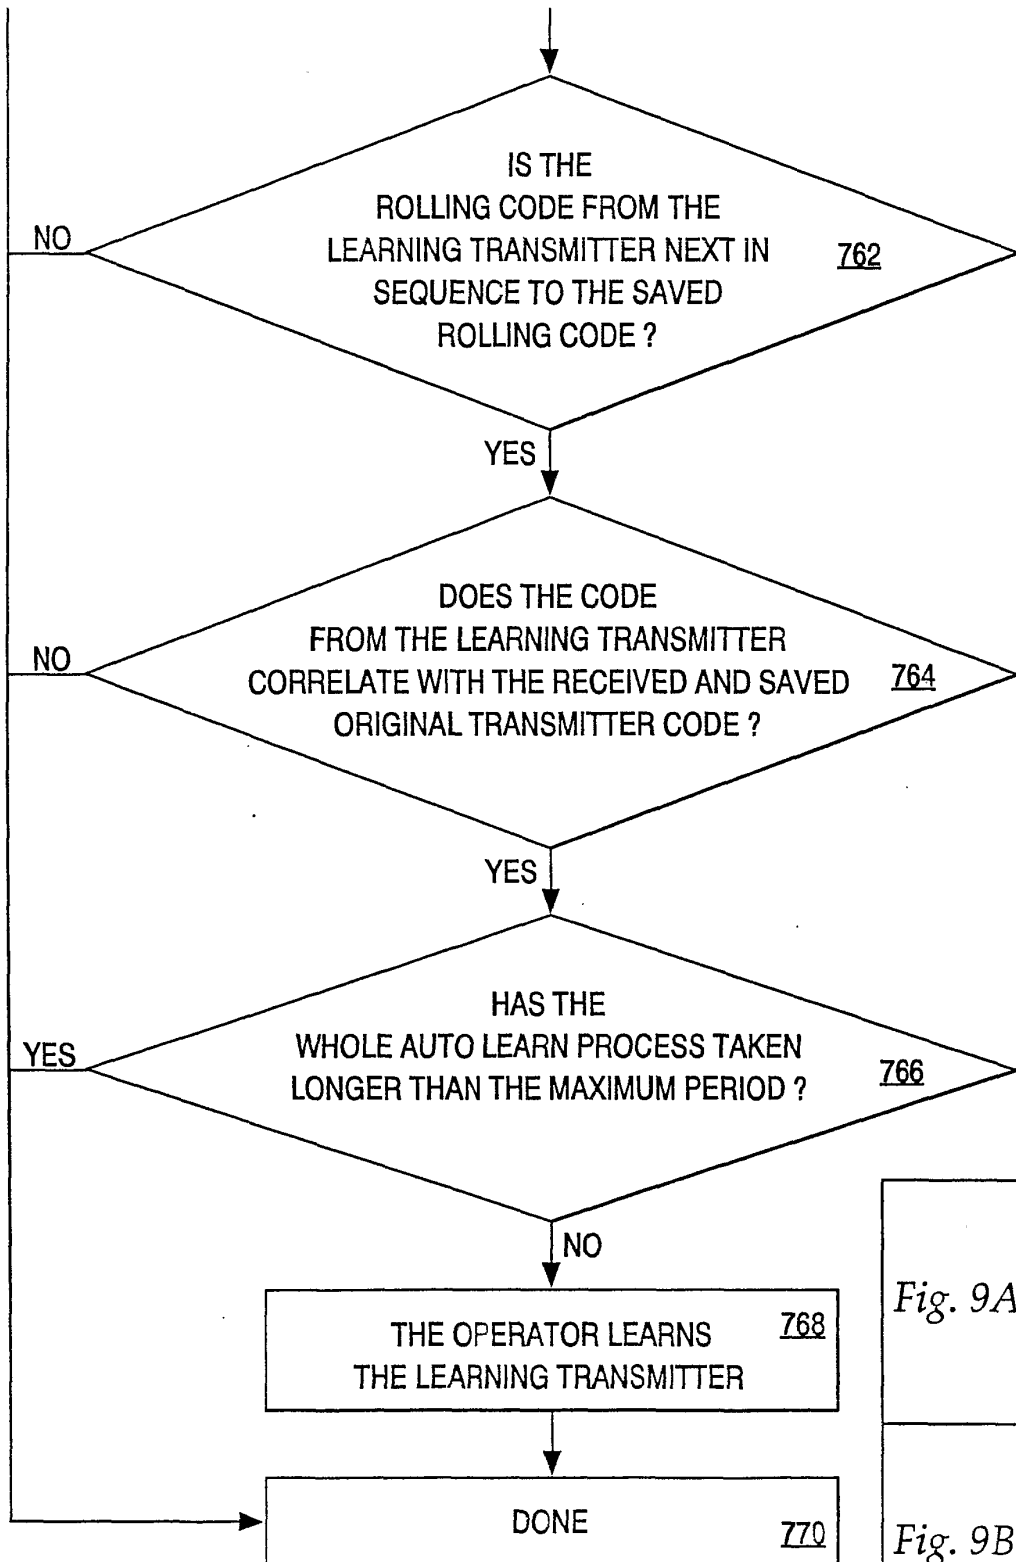 IS THE
ROLLING CODE FROM THE
LEARNING TRANSMITTER NEXT IN
SEQUENCE TO THE SAVED
ROLLING CODE ?
762
NO
YES
DOES THE CODE
FROM THE LEARNING TRANSMITTER
CORRELATE WITH THE RECEIVED AND SAVED
ORIGINAL TRANSMITTER CODE ?
764
NO
YES
HAS THE
WHOLE AUTO LEARN PROCESS TAKEN
LONGER THAN THE MAXIMUM PERIOD ?
766
YES
NO
THE OPERATOR LEARNS
THE LEARNING TRANSMITTER
768
DONE
770
Fig. 9A
Fig. 9B